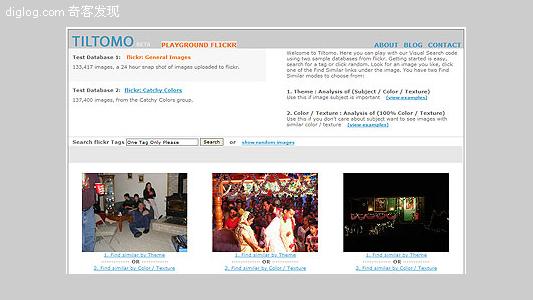 diglog.com 奇客发现
TILTOMO BETA PLAYGROUND FLICKR ABOUT BLOG CONTACT
Test Database 1: flickr: General Images
133,417 images, a 24 hour snap shot of images uploaded to flickr.
Test Database 2: flickr: Catchy Colors
137,400 images, from the Catchy Colors group.
Welcome to Tiltomo. Here you can play with our Visual Search code
using two sample databases from flickr. Getting started is easy,
search for a tag or click random. Look for an image you like, click
one of the Find Similar links under the image. You have two Find
Similar modes to choose from:
1. Theme : Analysis of (Subject / Color / Texture)
Use this if image subject is important (view examples)
2. Color / Texture : Analysis of (100% Color / Texture)
Use this if you don't care about subject want to see images with
similar color / texture (view examples)
Search flickr Tags One Tag Only Please Search or show random images
1. Find similar by Theme
------------- OR -------------
2. Find similar by Color / Texture
1. Find similar by Theme
------------- OR -------------
2. Find similar by Color / Texture
1. Find similar by Theme
------------- OR -------------
2. Find similar by Color / Texture